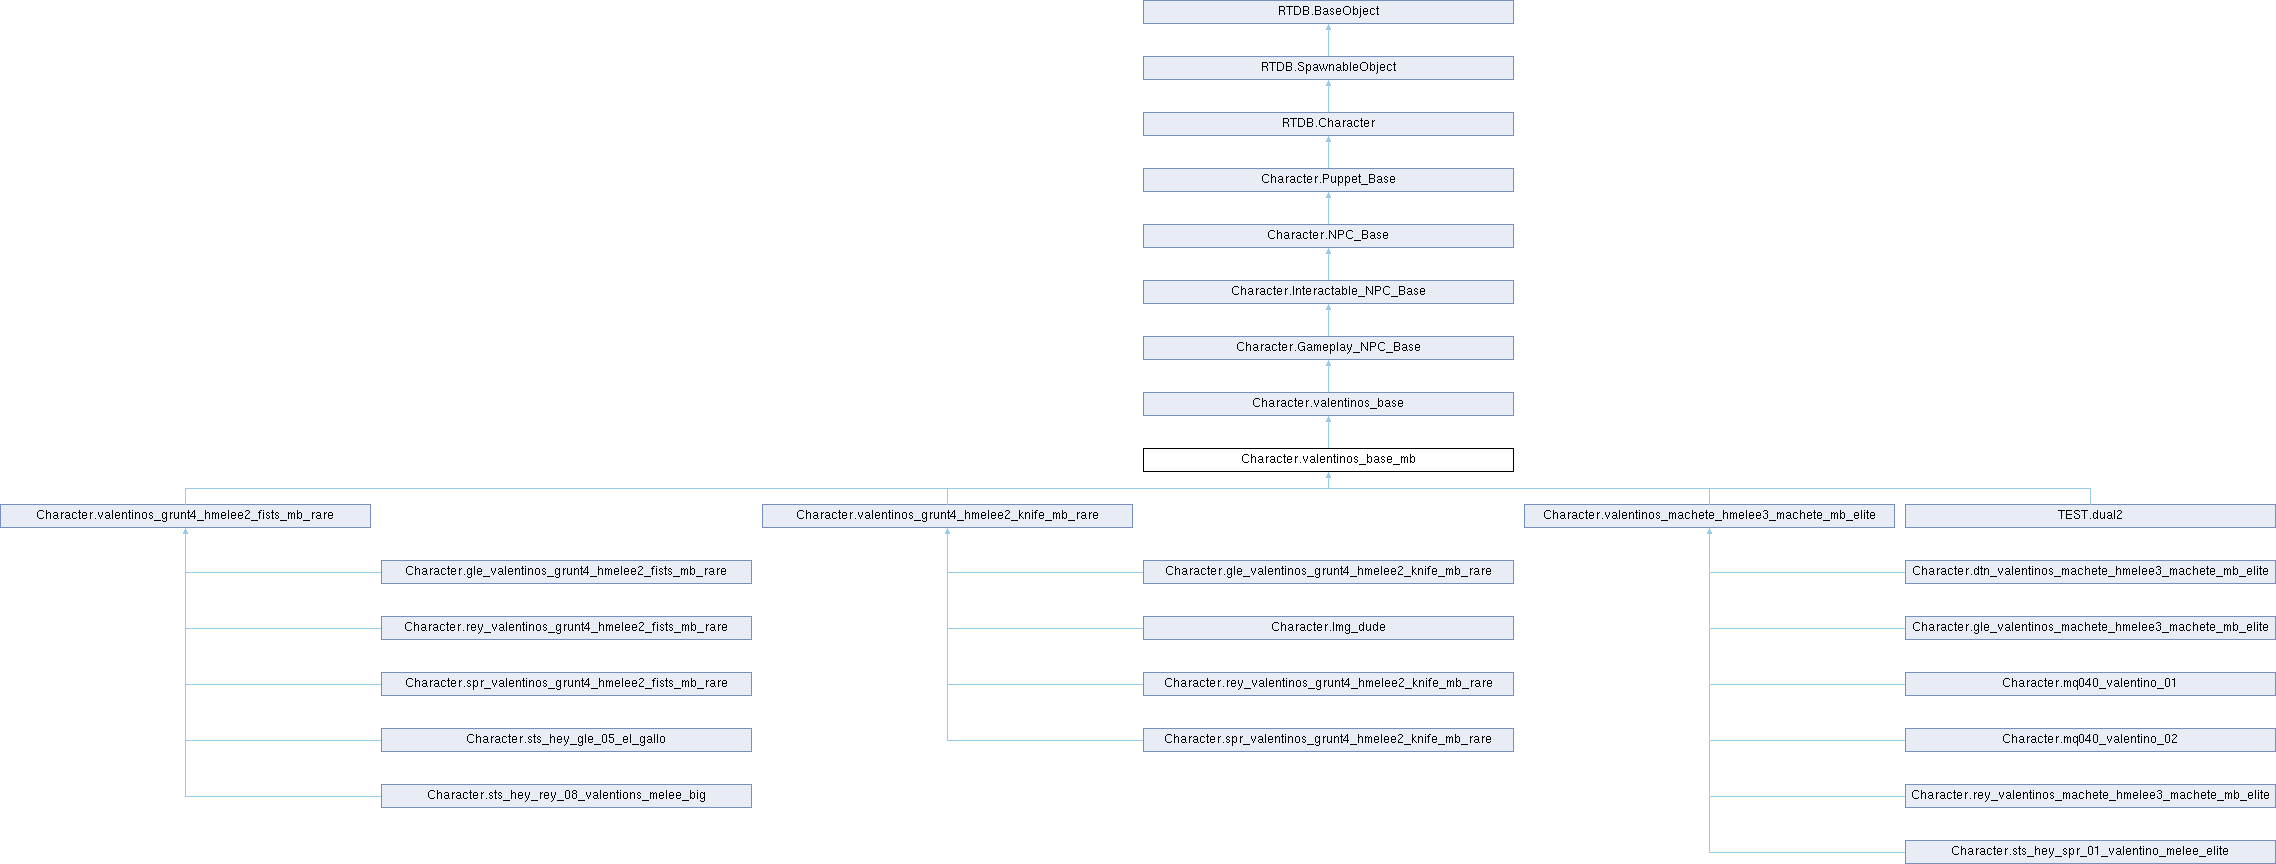 RTDB.BaseObject
RTDB.SpawnableObject
RTDB.Character
Character.Puppet_Base
Character.NPC_Base
Character.Interactable_NPC_Base
Character.Gameplay_NPC_Base
Character.valentinos_base
Character.valentinos_base_mb
Character.valentinos_grunt4_hmelee2_fists_mb_rare
Character.valentinos_grunt4_hmelee2_knife_mb_rare
Character.valentinos_machete_hmelee3_machete_mb_elite
TEST.dual2
Character.gle_valentinos_grunt4_hmelee2_fists_mb_rare
Character.gle_valentinos_grunt4_hmelee2_knife_mb_rare
Character.dtn_valentinos_machete_hmelee3_machete_mb_elite
Character.rey_valentinos_grunt4_hmelee2_fists_mb_rare
Character.lmg_dude
Character.gle_valentinos_machete_hmelee3_machete_mb_elite
Character.spr_valentinos_grunt4_hmelee2_fists_mb_rare
Character.rey_valentinos_grunt4_hmelee2_knife_mb_rare
Character.mq040_valentino_01
Character.sts_hey_gle_05_el_gallo
Character.spr_valentinos_grunt4_hmelee2_knife_mb_rare
Character.mq040_valentino_02
Character.sts_hey_rey_08_valentions_melee_big
Character.rey_valentinos_machete_hmelee3_machete_mb_elite
Character.sts_hey_spr_01_valentino_melee_elite